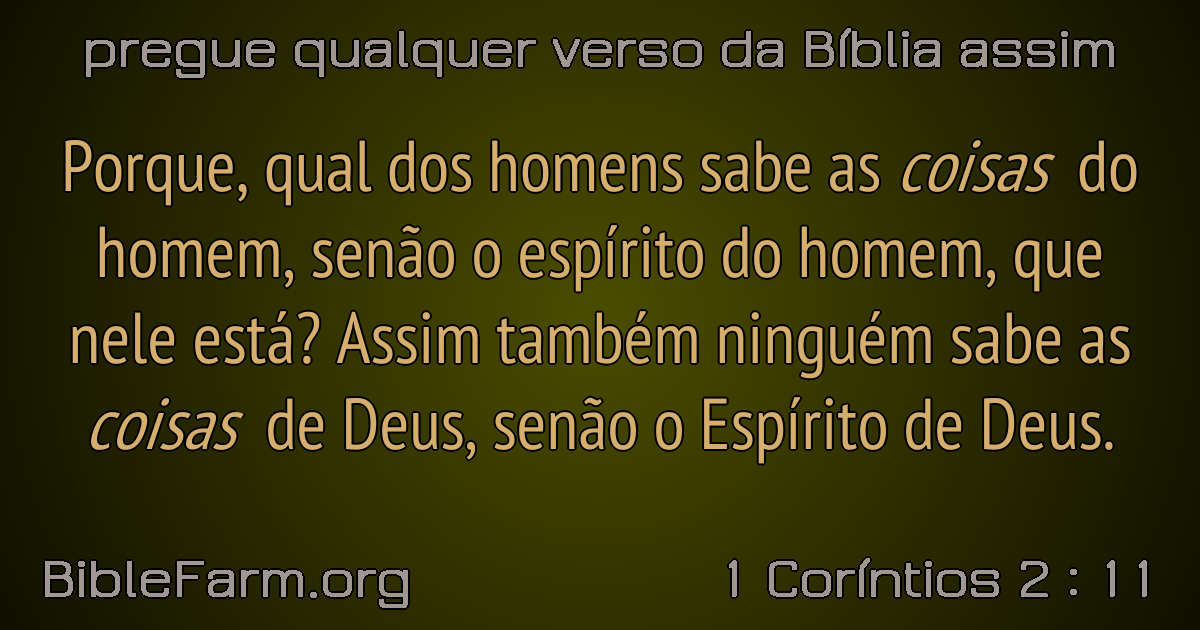 pregue qualquer verso da Bíblia assim
Porque, qual dos homens sabe as coisas do
homem, senão o espírito do homem, que
nele está? Assim também ninguém sabe as
coisas de Deus, senão o Espírito de Deus.
BibleFarm.org
1 Coríntios 2 : 11